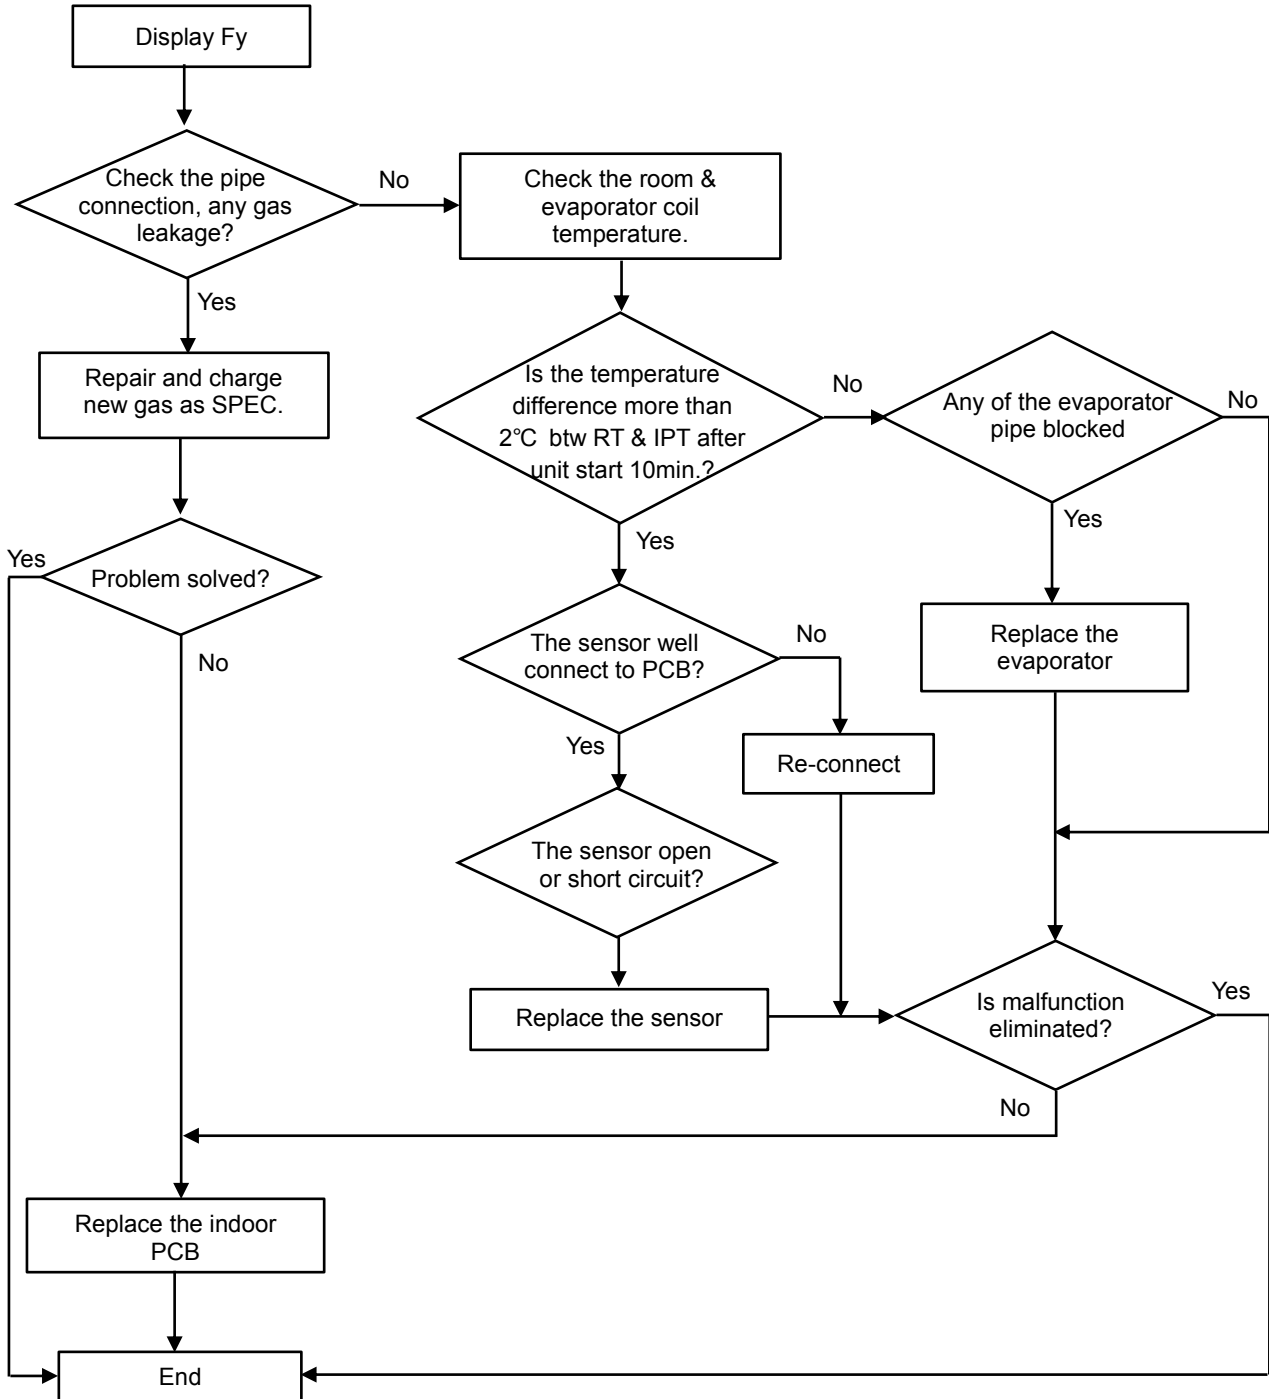 Display Fy
Check the pipe
connection, any gas
leakage?
No
Check the room &
evaporator coil
temperature.
Yes
Repair and charge
new gas as SPEC.
Is the temperature
difference more than
2℃ btw RT & IPT after
unit start 10min.?
No
Any of the evaporator
pipe blocked
No
Yes
Yes
Yes
Problem solved?
No
The sensor well
connect to PCB?
No
Replace the
evaporator
Yes
Re-connect
The sensor open
or short circuit?
Replace the sensor
Is malfunction
eliminated?
Yes
No
Replace the indoor
PCB
End